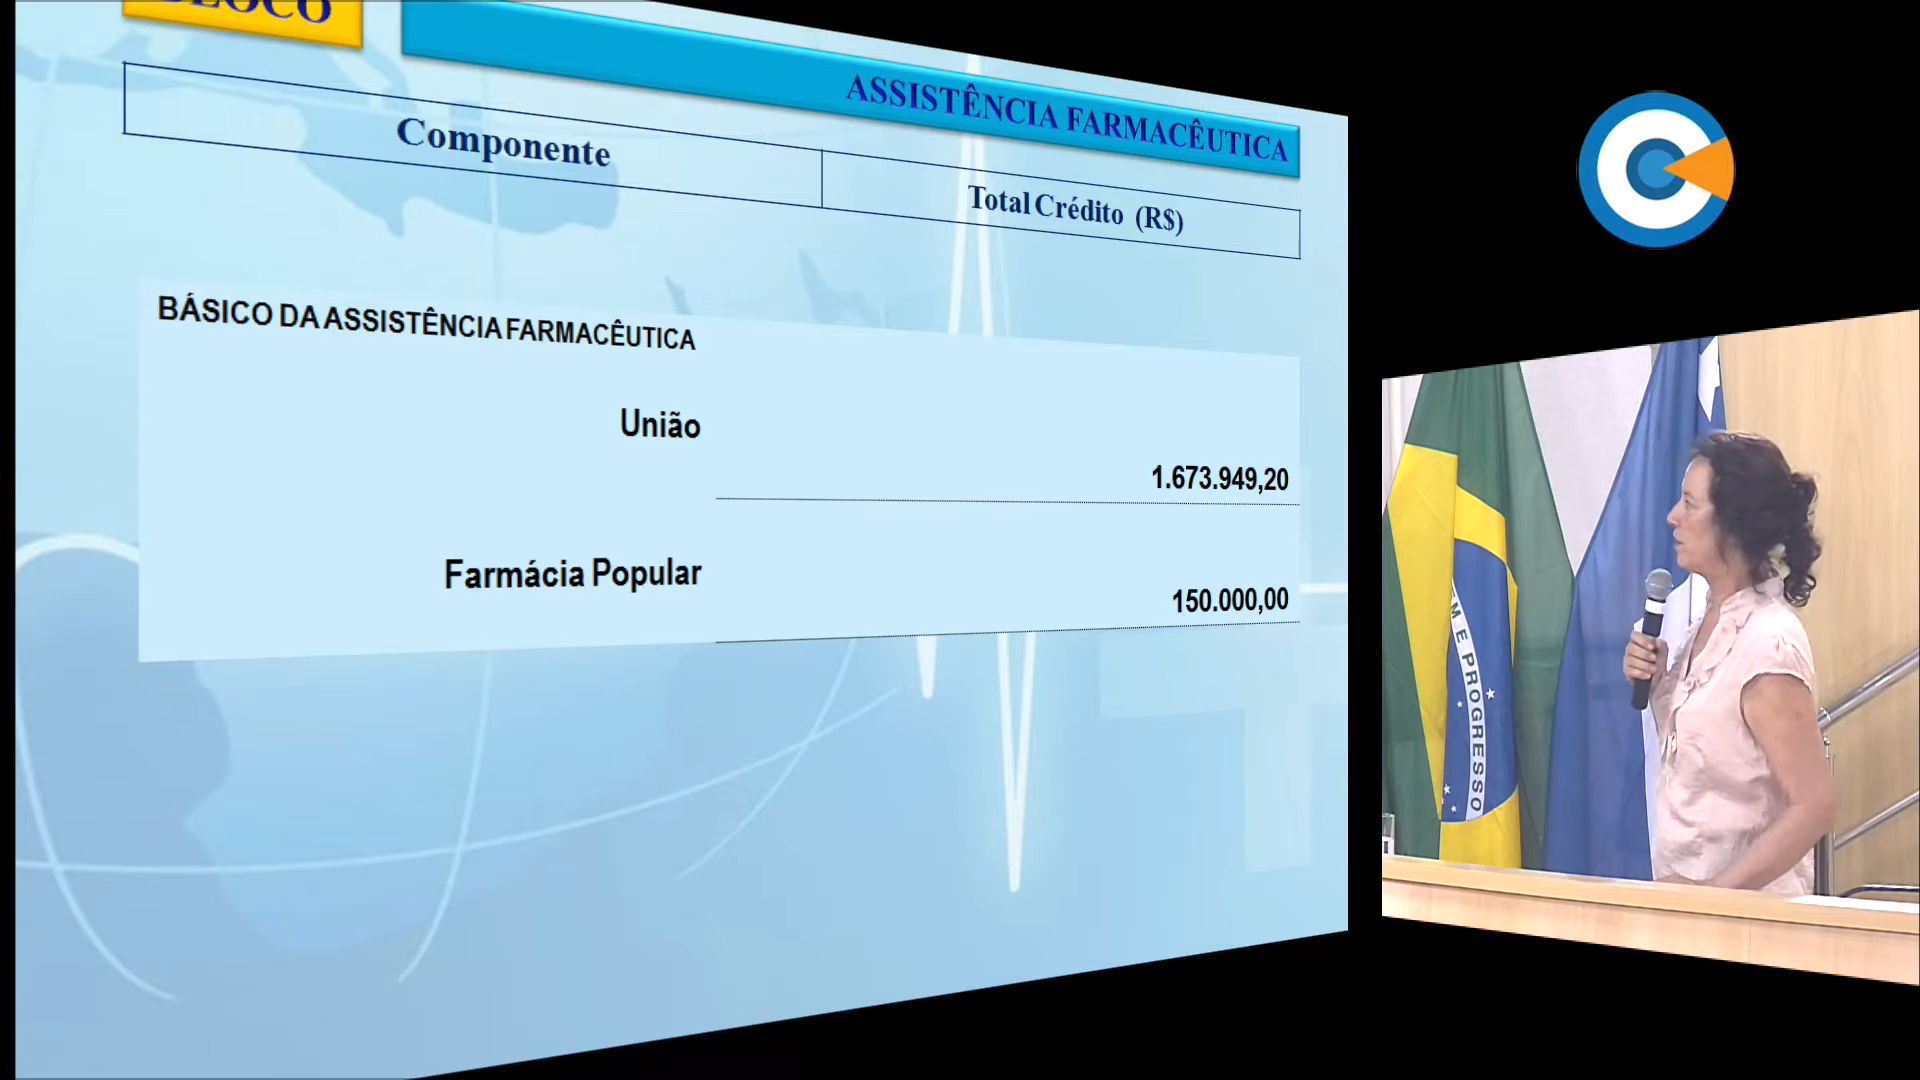 BLOCO
ASSISTÊNCIA FARMACÊUTICA
Componente
Total Crédito (R$)
BÁSICO DA ASSISTÊNCIA FARMACÊUTICA
União
1.673.949,20
Farmácia Popular
150.000,00
M E PROGRESSO